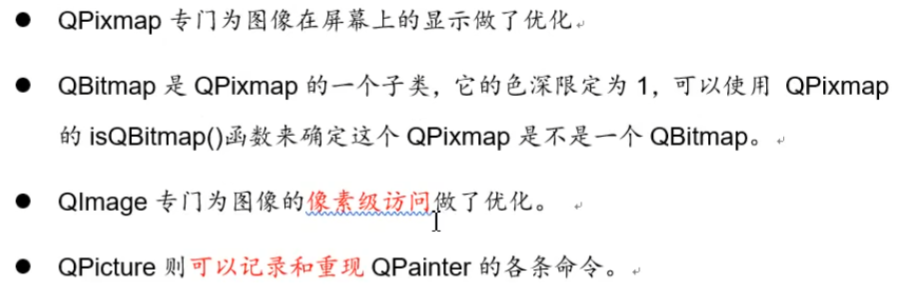 ● QPixmap 专门为图像在屏幕上的显示做了优化
● QBitmap 是 QPixmap 的一个子类，它的色深限定为 1，可以使用 QPixmap
的 isQBitmap()函数来确定这个 QPixmap 是不是一个 QBitmap。
● QImage 专门为图像的像素级访问做了优化。
● QPicture 则可以记录和重现 QPainter 的各条命令。